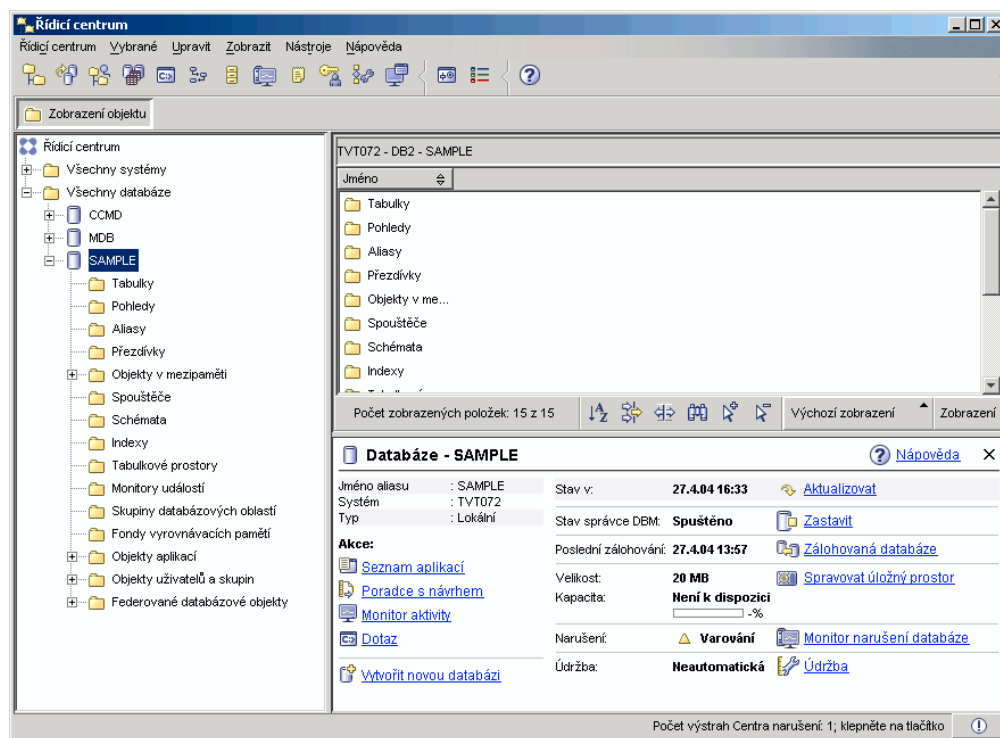 Řídicí centrum
Řídicí centrum Vybrané Upravit Zobrazit Nástroje Nápověda
Zobrazení objektu
Řídicí centrum
Všechny systémy
Všechny databáze
CCMD
MDB
SAMPLE
Tabulky
Pohledy
Aliasy
Přezdívky
Objekty v mezipaměti
Spouštěče
Schémata
Indexy
Tabulkové prostory
Monitory událostí
Skupiny databázových oblastí
Fondy vyrovnávacích pamětí
Objekty aplikací
Objekty uživatelů a skupin
Federované databázové objekty
TVT072 - DB2 - SAMPLE
Jméno
Tabulky
Pohledy
Aliasy
Přezdívky
Objekty v me...
Spouštěče
Schémata
Indexy
Počet zobrazených položek: 15 z 15
Výchozí zobrazení
Zobrazení
Databáze - SAMPLE
Nápověda
Jméno aliasu : SAMPLE
Systém : TVT072
Typ : Lokální
Akce:
Seznam aplikací
Poradce s návrhem
Monitor aktivity
Dotaz
Vytvořit novou databázi
Stav v: 27.4.04 16:33 Aktualizovat
Stav správce DBM: Spuštěno Zastavit
Poslední zálohování: 27.4.04 13:57 Zálohovaná databáze
Velikost: 20 MB Spravovat úložný prostor
Kapacita: Není k dispozici
-%
Narušení: Varování Monitor narušení databáze
Údržba: Neautomatická Údržba
Počet výstrah Centra narušení: 1; klepněte na tlačítko